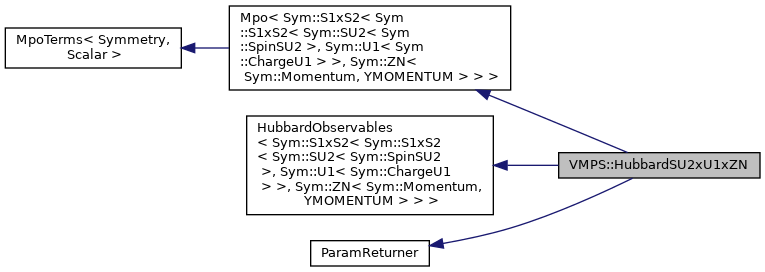 MpoTerms< Symmetry,
Scalar >
Mpo< Sym::S1xS2< Sym
::S1xS2< Sym::SU2< Sym
::SpinSU2 >, Sym::U1< Sym
::ChargeU1 > >, Sym::ZN<
Sym::Momentum, YMOMENTUM > > >
HubbardObservables
< Sym::S1xS2< Sym::S1xS2
< Sym::SU2< Sym::SpinSU2
>, Sym::U1< Sym::ChargeU1
> >, Sym::ZN< Sym::Momentum,
YMOMENTUM > > >
ParamReturner
VMPS::HubbardSU2xU1xZN